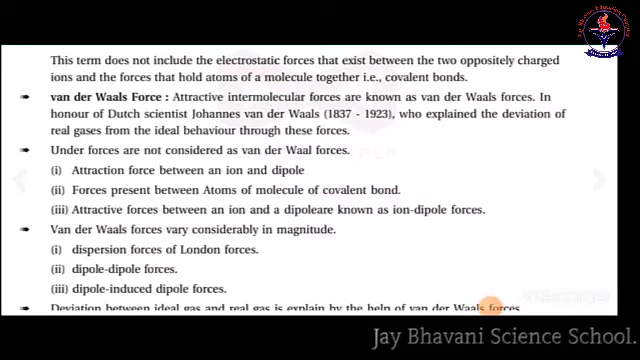 This term does not include the electrostatic forces that exist between the two oppositely charged
ions and the forces that hold atoms of a molecule together i.e., covalent bonds.
➠ van der Waals Force : Attractive intermolecular forces are known as van der Waals forces. In
honour of Dutch scientist Johannes van der Waals (1837 - 1923), who explained the deviation of
real gases from the ideal behaviour through these forces.
➠ Under forces are not considered as van der Waal forces.
(i) Attraction force between an ion and dipole
(ii) Forces present between Atoms of molecule of covalent bond.
(iii) Attractive forces between an ion and a dipoleare known as ion-dipole forces.
➠ Van der Waals forces vary considerably in magnitude.
(i) dispersion forces of London forces.
(ii) dipole-dipole forces.
(iii) dipole-induced dipole forces.
➠ Deviation between ideal gas and real gas is explain by the help of van der Waals forces
Jay Bhavani Science School.